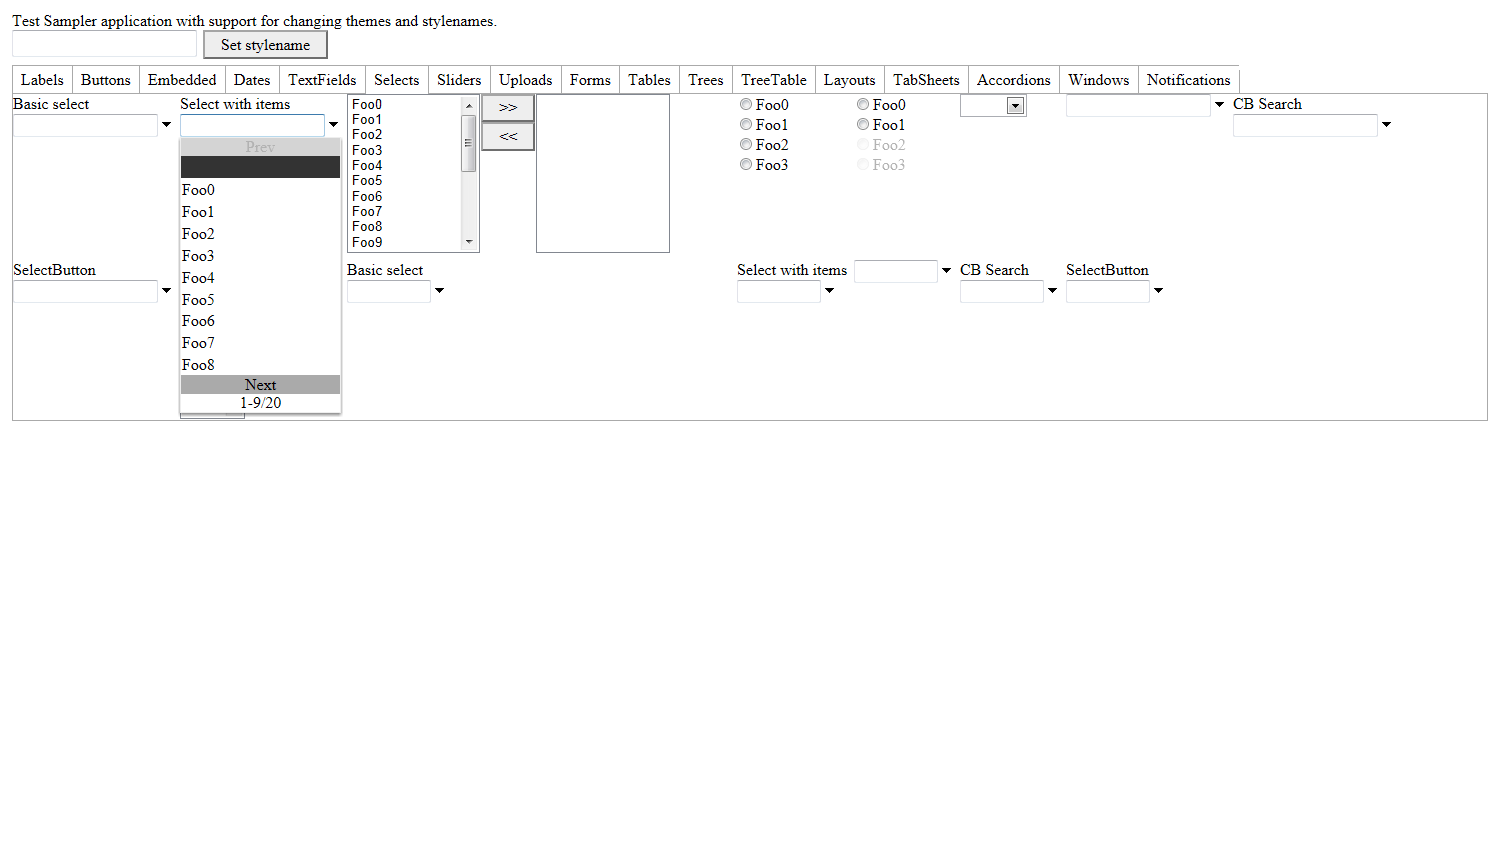 Test Sampler application with support for changing themes and stylenames.
Set stylename
Labels Buttons Embedded Dates TextFields Selects Sliders Uploads Forms Tables Trees TreeTable Layouts TabSheets Accordions Windows Notifications
Basic select
Select with items
Prev
Foo0
Foo1
Foo2
Foo3
Foo4
Foo5
Foo6
Foo7
Foo8
Next
1-9/20
Foo0
Foo1
Foo2
Foo3
Foo4
Foo5
Foo6
Foo7
Foo8
Foo9
>>
<<
Foo0
Foo1
Foo2
Foo3
Foo0
Foo1
Foo2
Foo3
CB Search
SelectButton
Basic select
Select with items
CB Search
SelectButton